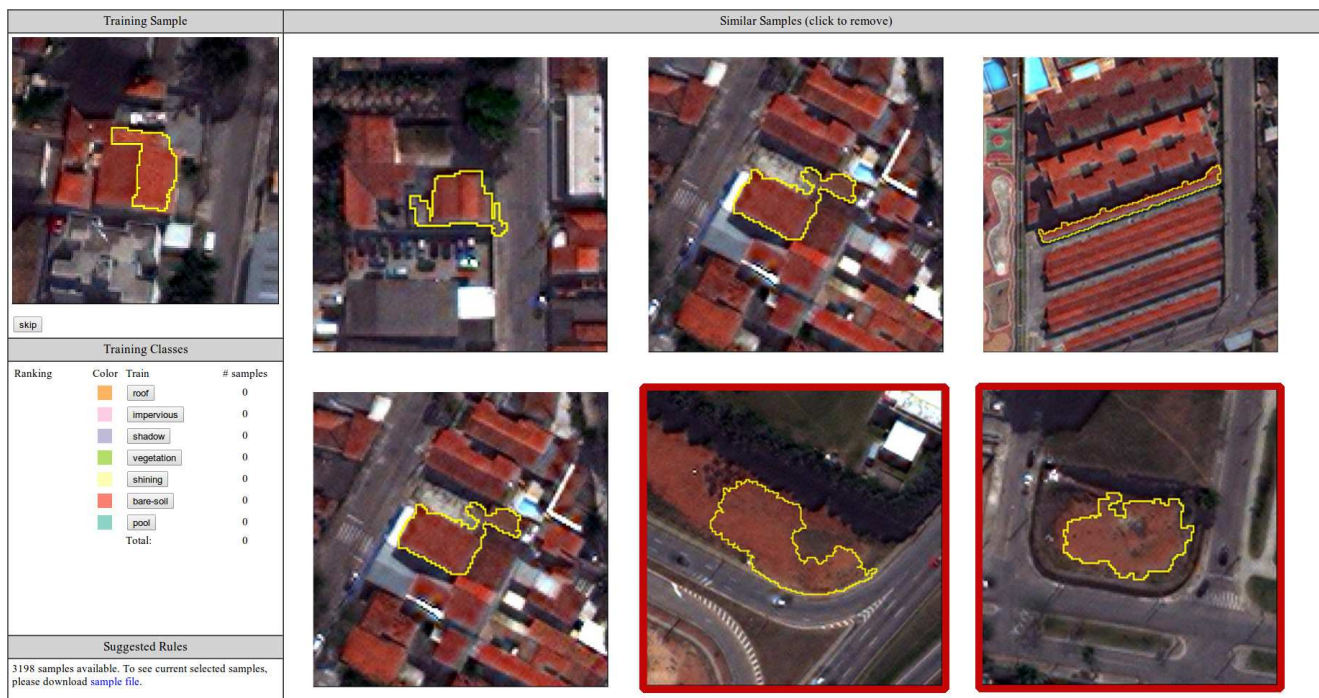 Training Sample
Similar Samples (click to remove)
skip
Training Classes
Ranking Color Train # samples
roof 0
impervious 0
shadow 0
vegetation 0
shining 0
bare-soil 0
pool 0
Total: 0
Suggested Rules
3198 samples available. To see current selected samples,
please download sample file.